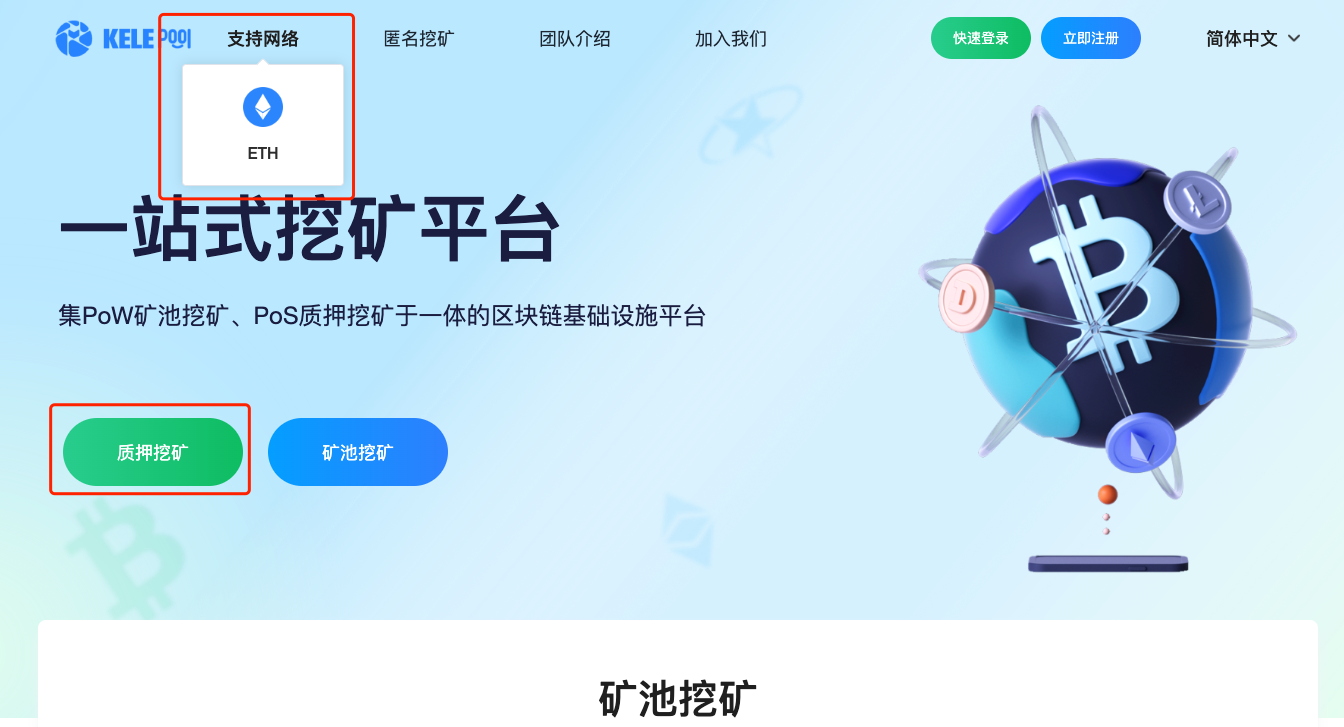 KELEPOOL 支持网络 匿名挖矿 团队介绍 加入我们 快速登录 立即注册 简体中文
ETH
一站式挖矿平台
集PoW矿池挖矿、PoS质押挖矿于一体的区块链基础设施平台
质押挖矿 矿池挖矿
矿池挖矿